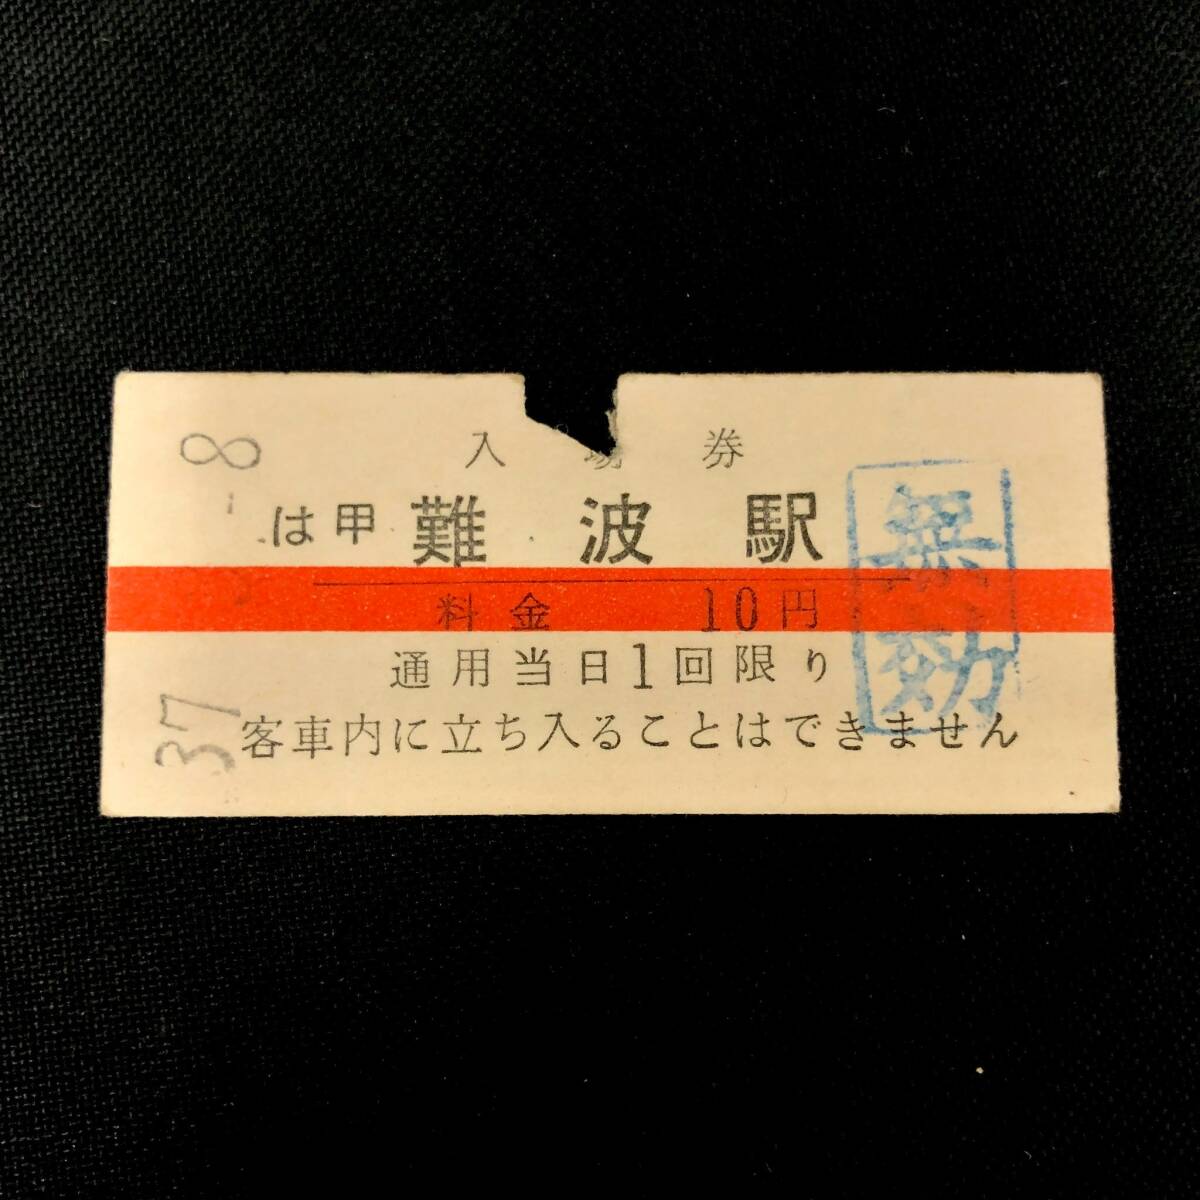 入場券
は甲 難波駅
料金 10円
通用当日1回限り
客車内に立ち入ることはできません
無効
37
8